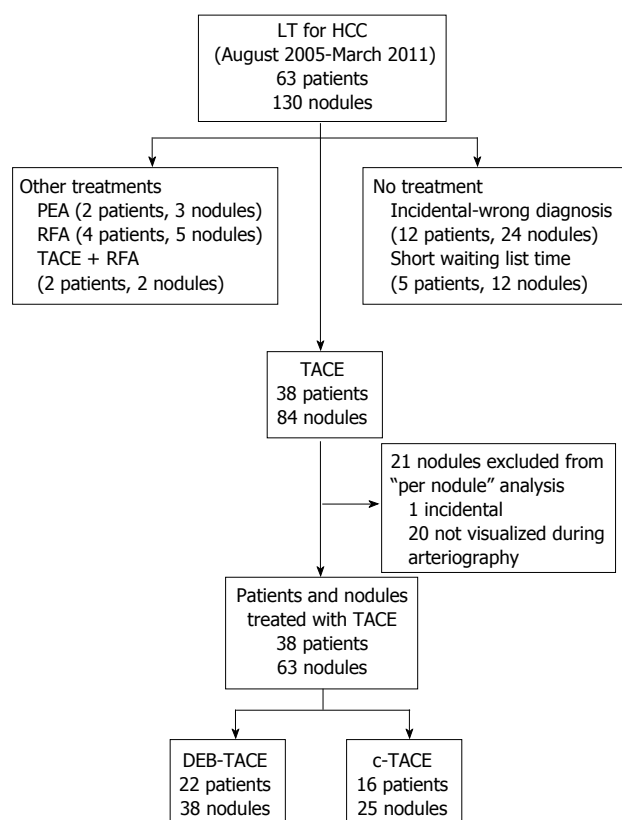 LT for HCC
(August 2005-March 2011)
63 patients
130 nodules
Other treatments
PEA (2 patients, 3 nodules)
RFA (4 patients, 5 nodules)
TACE + RFA
(2 patients, 2 nodules)
No treatment
Incidental-wrong diagnosis
(12 patients, 24 nodules)
Short waiting list time
(5 patients, 12 nodules)
TACE
38 patients
84 nodules
21 nodules excluded from
“per nodule” analysis
1 incidental
20 not visualized during
arteriography
Patients and nodules
treated with TACE
38 patients
63 nodules
DEB-TACE
22 patients
38 nodules
c-TACE
16 patients
25 nodules